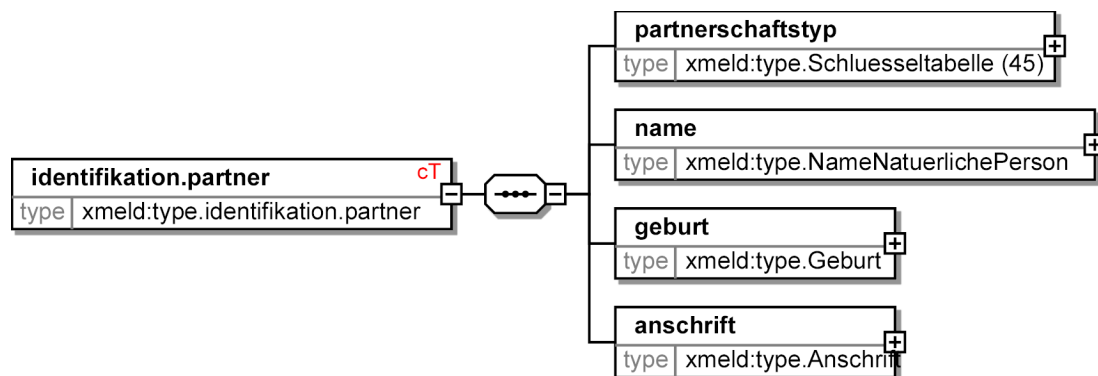 partnerschaftstyp
type xmeld:type.Schluesseltabelle (45)
name
type xmeld:type.NameNatuerlichePerson
identifikation.partner cT
type xmeld:type.identifikation.partner
geburt
type xmeld:type.Geburt
anschrift
type xmeld:type.Anschrift